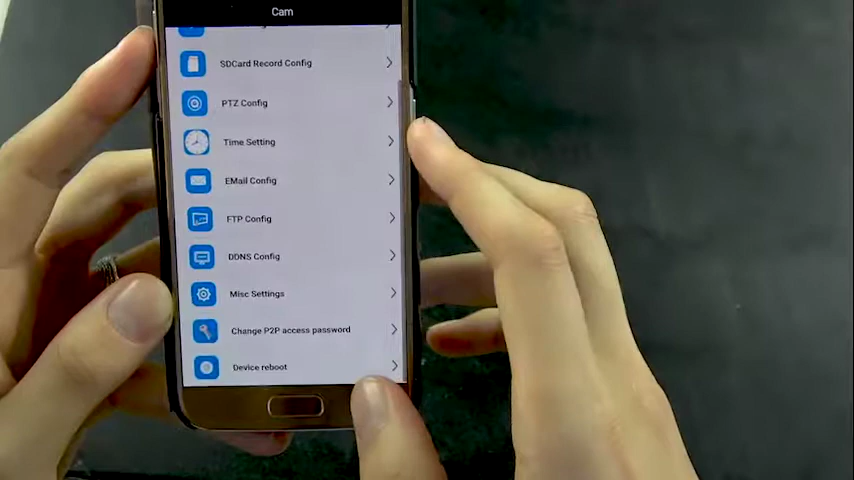 Cam
SDCard Record Config
PTZ Config
Time Setting
EMail Config
FTP Config
DDNS Config
Misc Settings
Change P2P access password
Device reboot